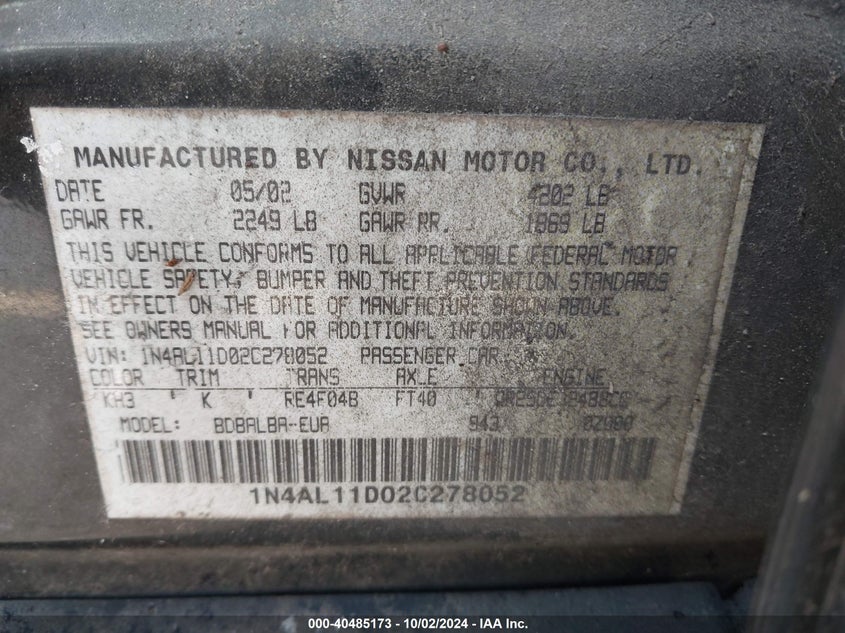 MANUFACTURED BY NISSAN MOTOR CO., LTD.
DATE 05/02 GVWR 4202 LB
GAWR FR. 2249 LB GAWR RR. 1969 LB
THIS VEHICLE CONFORMS TO ALL APPLICABLE FEDERAL MOTOR
VEHICLE SAFETY, BUMPER AND THEFT PREVENTION STANDARDS
IN EFFECT ON THE DATE OF MANUFACTURE SHOWN ABOVE.
SEE OWNERS MANUAL FOR ADDITIONAL INFORMATION.
VIN: 1N4AL11D02C278052 PASSENGER CAR
COLOR TRIM TRANS AXLE ENGINE
KH3 ' K ' RE4F04B FT40
MODEL: BDBALBA-EUA 943
1N4AL11D02C278052
000-40485173 - 10/02/2024 - IAA Inc.